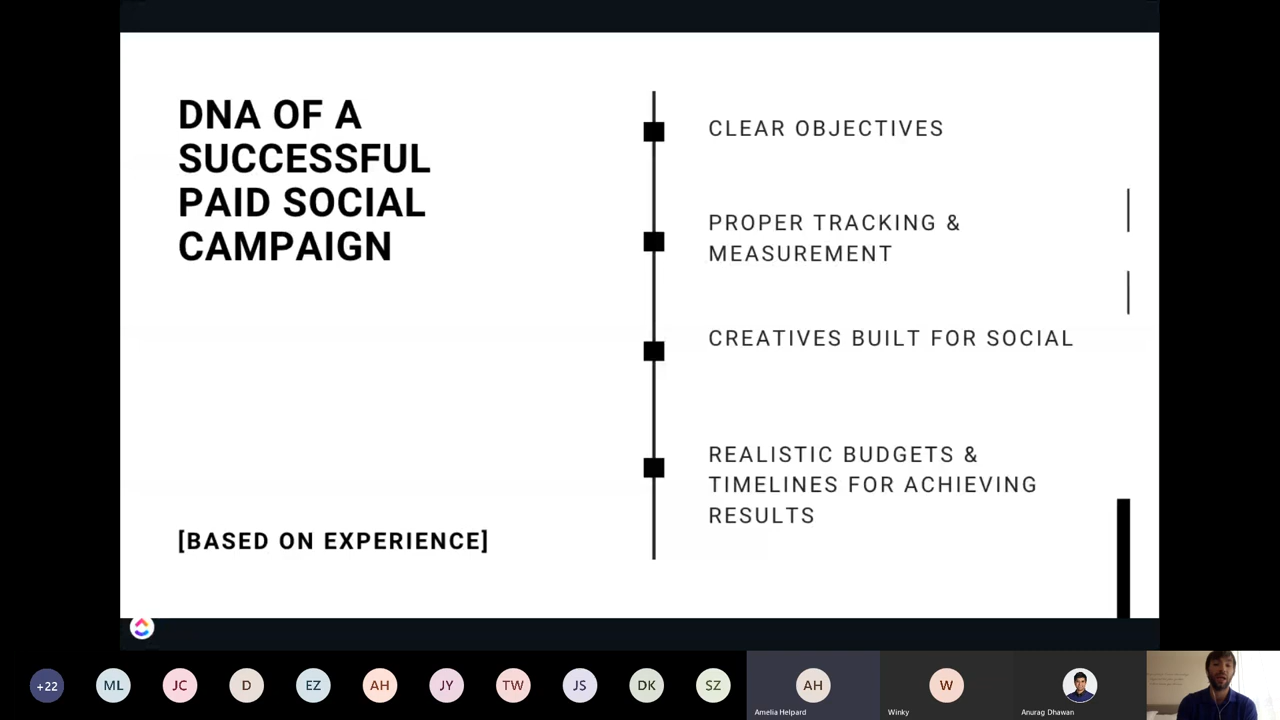 DNA OF A
SUCCESSFUL
PAID SOCIAL
CAMPAIGN
[BASED ON EXPERIENCE]
CLEAR OBJECTIVES
PROPER TRACKING &
MEASUREMENT
CREATIVES BUILT FOR SOCIAL
REALISTIC BUDGETS &
TIMELINES FOR ACHIEVING
RESULTS
+22
ML
JC
D
EZ
AH
JY
TW
JS
DK
SZ
AH
Amelia Helpard
W
Winky
Anurag Dhawan